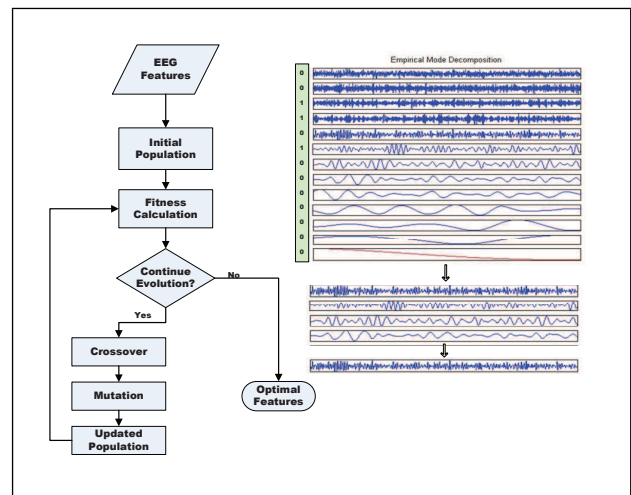 EEG
Features
Initial
Population
Fitness
Calculation
Continue
Evolution?
No
Yes
Crossover
Mutation
Updated
Population
Optimal
Features
Empirical Mode Decomposition
0
0
1
1
0
1
0
0
0
0
0
0
0